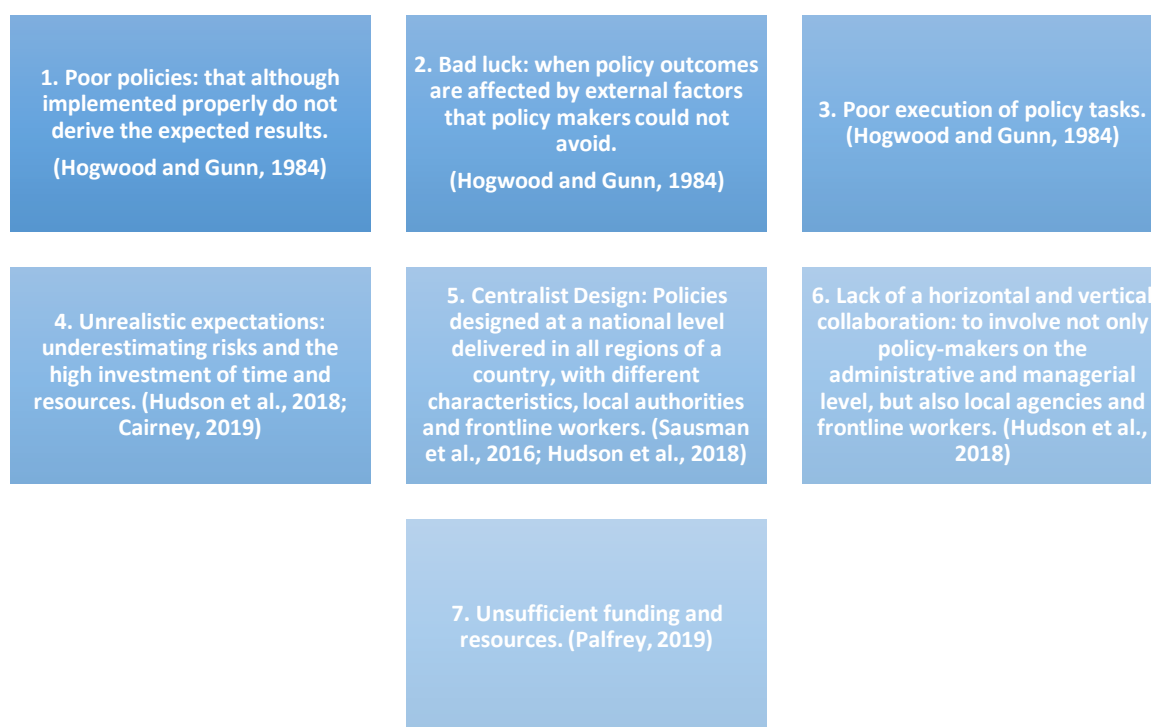 1. Poor policies: that although
implemented properly do not
derive the expected results.
(Hogwood and Gunn, 1984)
2. Bad luck: when policy outcomes
are affected by external factors
that policy makers could not
avoid.
(Hogwood and Gunn, 1984)
3. Poor execution of policy tasks.
(Hogwood and Gunn, 1984)
4. Unrealistic expectations:
underestimating risks and the
high investment of time and
resources. (Hudson et al., 2018;
Cairney, 2019)
5. Centralist Design: Policies
designed at a national level
delivered in all regions of a
country, with different
characteristics, local authorities
and frontline workers. (Sausman
et al., 2016; Hudson et al., 2018)
6. Lack of a horizontal and vertical
collaboration: to involve not only
policy-makers on the
administrative and managerial
level, but also local agencies and
frontline workers. (Hudson et al.,
2018)
7. Unsufficient funding and
resources. (Palfrey, 2019)